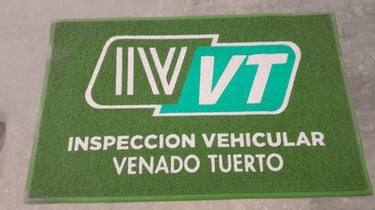 IVVT
INSPECCION VEHICULAR
VENADO TUERTO